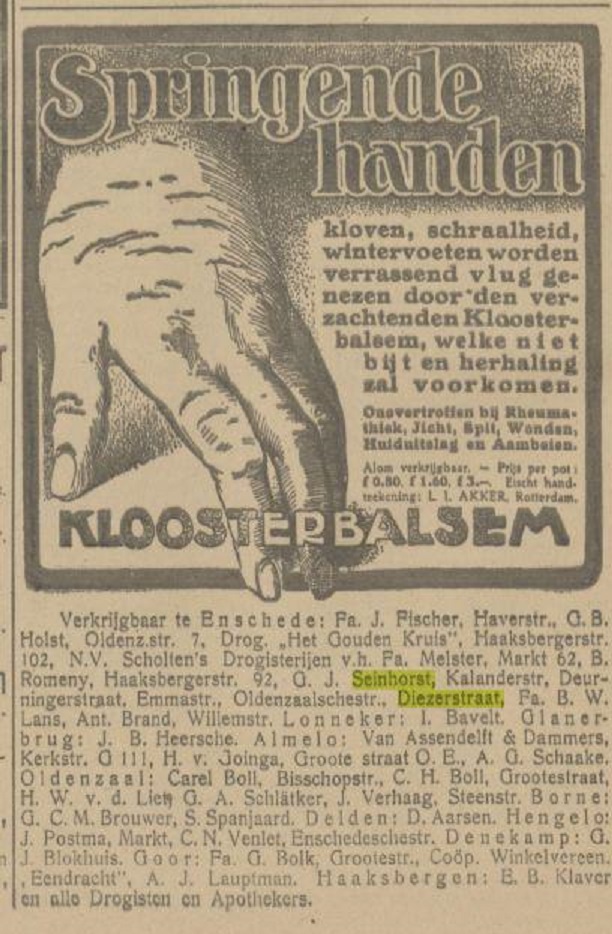 Springende
handen
kloven, schraalheid,
wintervoeten worden
verrassend vlug ge-
nezen door den ver-
zachtenden Klooster-
balsem, welke niet
bijt en herhaling
zal voorkomen.
Onovertroffen bij Rheuma-
thiek, Jicht, Spit, Wonden,
Huiduitslag en Aambeien.
Alom verkrijgbaar. — Prijs per pot:
f 0.80, f 1.60, f 3.—. Eischt hand-
teekening: L. I. AKKER, Rotterdam.
KLOOSTERBALSEM
Verkrijgbaar te Enschede: Fa. J. Fischer, Haverstr., G. B.
Holst, Oldenz.str. 7, Drog. „Het Gouden Kruis", Haaksbergerstr.
102, N.V. Scholten's Drogisterijen v.h. Fa. Meister, Markt 62, B.
Romeny, Haaksbergerstr. 92, G. J. Seinhorst, Kalanderstr, Deur-
ningerstraat, Emmastr., Oldenzaalschestr., Diezerstraat, Fa. B. W.
Lans, Ant. Brand, Willemstr. Lonneker: I. Bavelt. Glaner-
brug: J. B. Heersche. Almelo: Van Assendelft & Dammers,
Kerkstr. G 111, H. v. Goinga, Groote straat O. E., A. G. Schaake.
Oldenzaal: Carel Boll, Bisschopstr., C. H. Boll, Grootestraat,
H. W. v. d. G. A. Schlätker, J. Verhaag, Steenstr. Borne:
G. C. M. Brouwer, S. Spanjaard. Delden: D. Aarsen. Hengelo:
J. Postma, Markt, C. N. Venlet, Enschedeschestr. Denekamp: G.
J. Blokhuis. Goor: Fa. G. Bolk, Grootestr., Coöp. Winkelvereen.
„Eendracht", A. J. Lauptman. Haaksbergen: E. B. Klaver
en alle Drogisten en Apothekers.